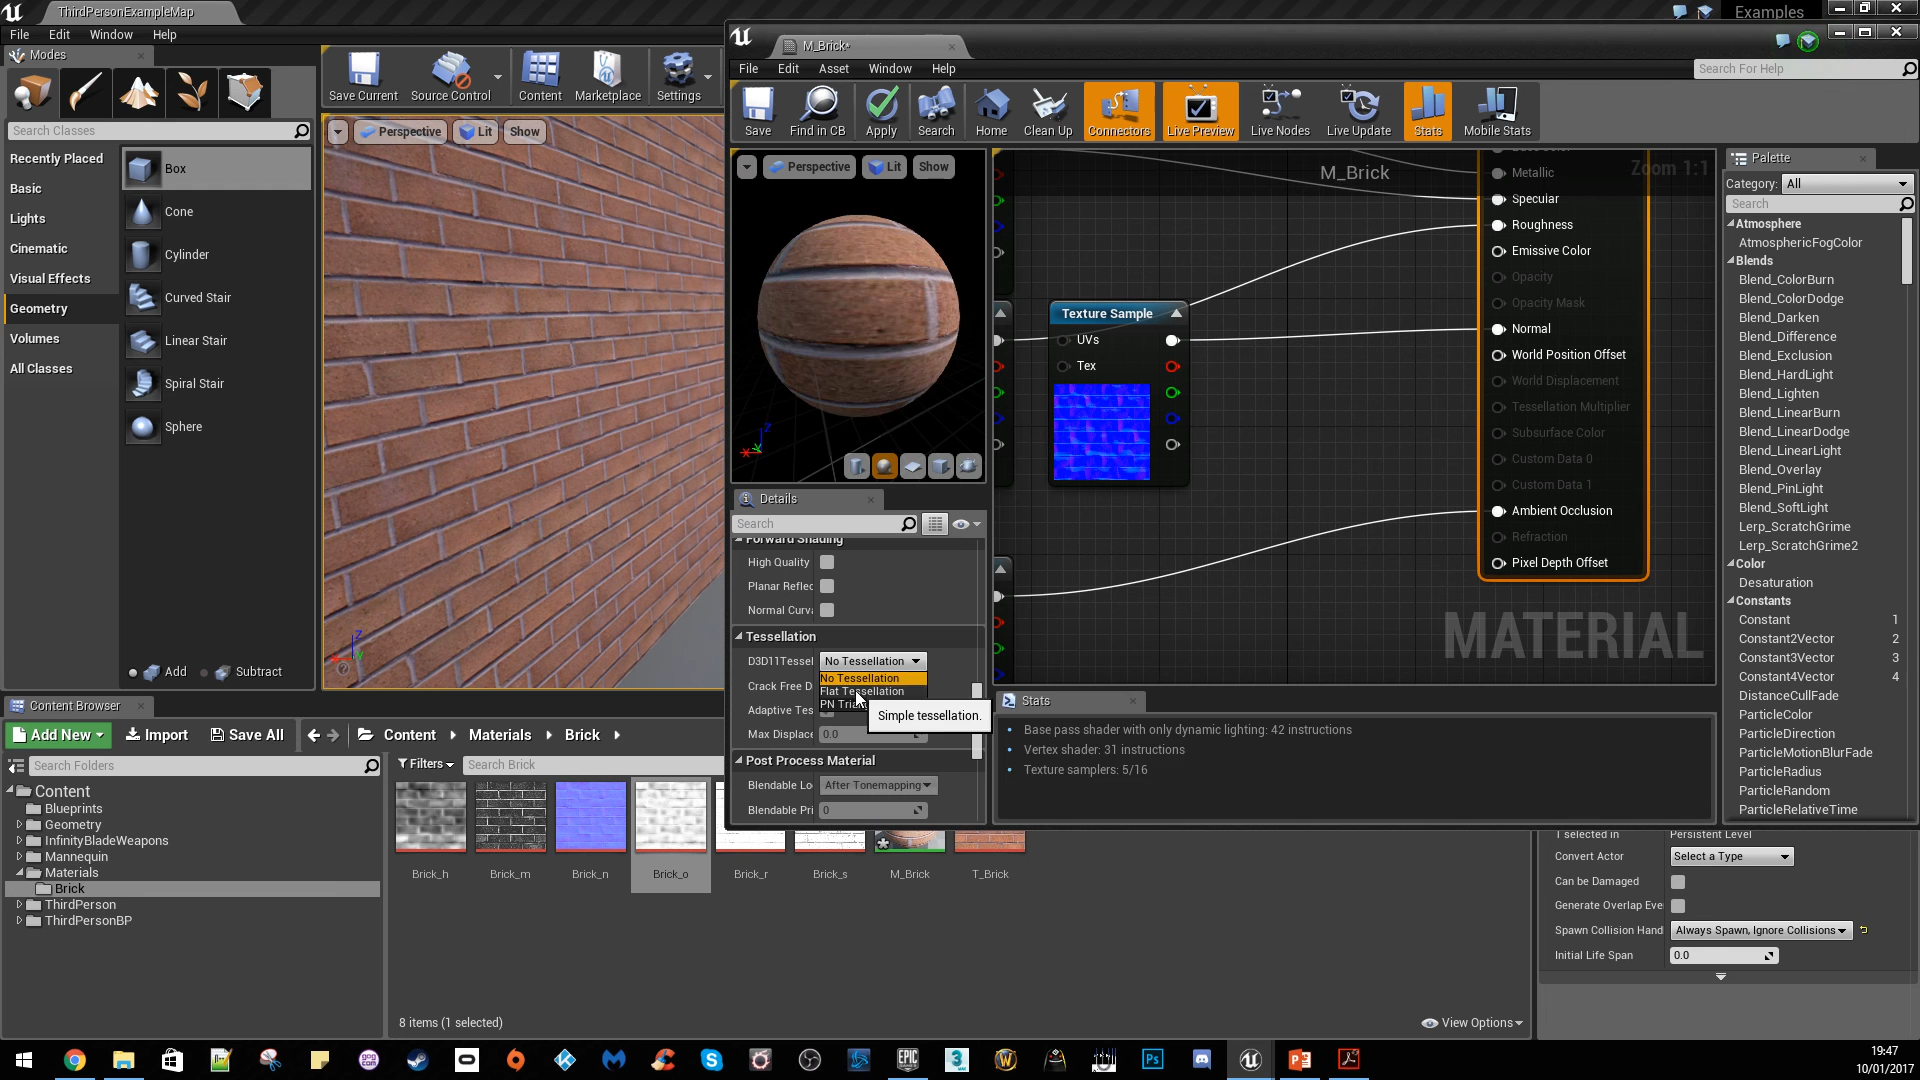 ThirdPersonExampleMap
Examples
File Edit Window Help
Modes
Search Classes
Recently Placed
Basic
Lights
Cinematic
Visual Effects
Geometry
Volumes
All Classes
Box
Cone
Cylinder
Curved Stair
Linear Stair
Spiral Stair
Sphere
Add
Subtract
Save Current
Source Control
Content
Marketplace
Settings
Perspective
Lit
Show
M_Brick*
File Edit Asset Window Help
Search For Help
Save
Find in CB
Apply
Search
Home
Clean Up
Connectors
Live Preview
Live Nodes
Live Update
Stats
Mobile Stats
Perspective
Lit
Show
M_Brick
Zoom 1:1
Metallic
Specular
Roughness
Emissive Color
Opacity
Opacity Mask
Normal
World Position Offset
World Displacement
Tessellation Multiplier
Subsurface Color
Custom Data 0
Custom Data 1
Ambient Occlusion
Refraction
Pixel Depth Offset
Texture Sample
UVs
Tex
MATERIAL
Details
Search
Forward Shading
High Quality
Planar Reflec
Normal Curv
Tessellation
D3D11Tessel
No Tessellation
No Tessellation
Flat Tessellation
PN Trian
Simple tessellation.
Crack Free D
Adaptive Tes
Max Displace
0.0
Post Process Material
Blendable Lo
After Tonemapping
Blendable Pri
0
Stats
Base pass shader with only dynamic lighting: 42 instructions
Vertex shader: 31 instructions
Texture samplers: 5/16
Palette
Category: All
Search
Atmosphere
AtmosphericFogColor
Blends
Blend_ColorBurn
Blend_ColorDodge
Blend_Darken
Blend_Difference
Blend_Exclusion
Blend_HardLight
Blend_Lighten
Blend_LinearBurn
Blend_LinearDodge
Blend_LinearLight
Blend_Overlay
Blend_PinLight
Blend_SoftLight
Lerp_ScratchGrime
Lerp_ScratchGrime2
Color
Desaturation
Constants
Constant 1
Constant2Vector 2
Constant3Vector 3
Constant4Vector 4
DistanceCullFade
ParticleColor
ParticleDirection
ParticleMotionBlurFade
ParticleRadius
ParticleRandom
ParticleRelativeTime
Content Browser
Add New
Import
Save All
Content
Materials
Brick
Search Folders
Filters
Search Brick
Content
Blueprints
Geometry
InfinityBladeWeapons
Mannequin
Materials
Brick
ThirdPerson
ThirdPersonBP
Brick_h
Brick_m
Brick_n
Brick_o
Brick_r
Brick_s
M_Brick
T_Brick
8 items (1 selected)
View Options
1 selected in
Persistent Level
Convert Actor
Select a Type
Can be Damaged
Generate Overlap Eve
Spawn Collision Hand
Always Spawn, Ignore Collisions
Initial Life Span
0.0
19:47
10/01/2017